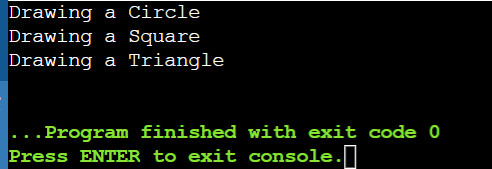 Drawing a Circle
Drawing a Square
Drawing a Triangle
...Program finished with exit code 0
Press ENTER to exit console.